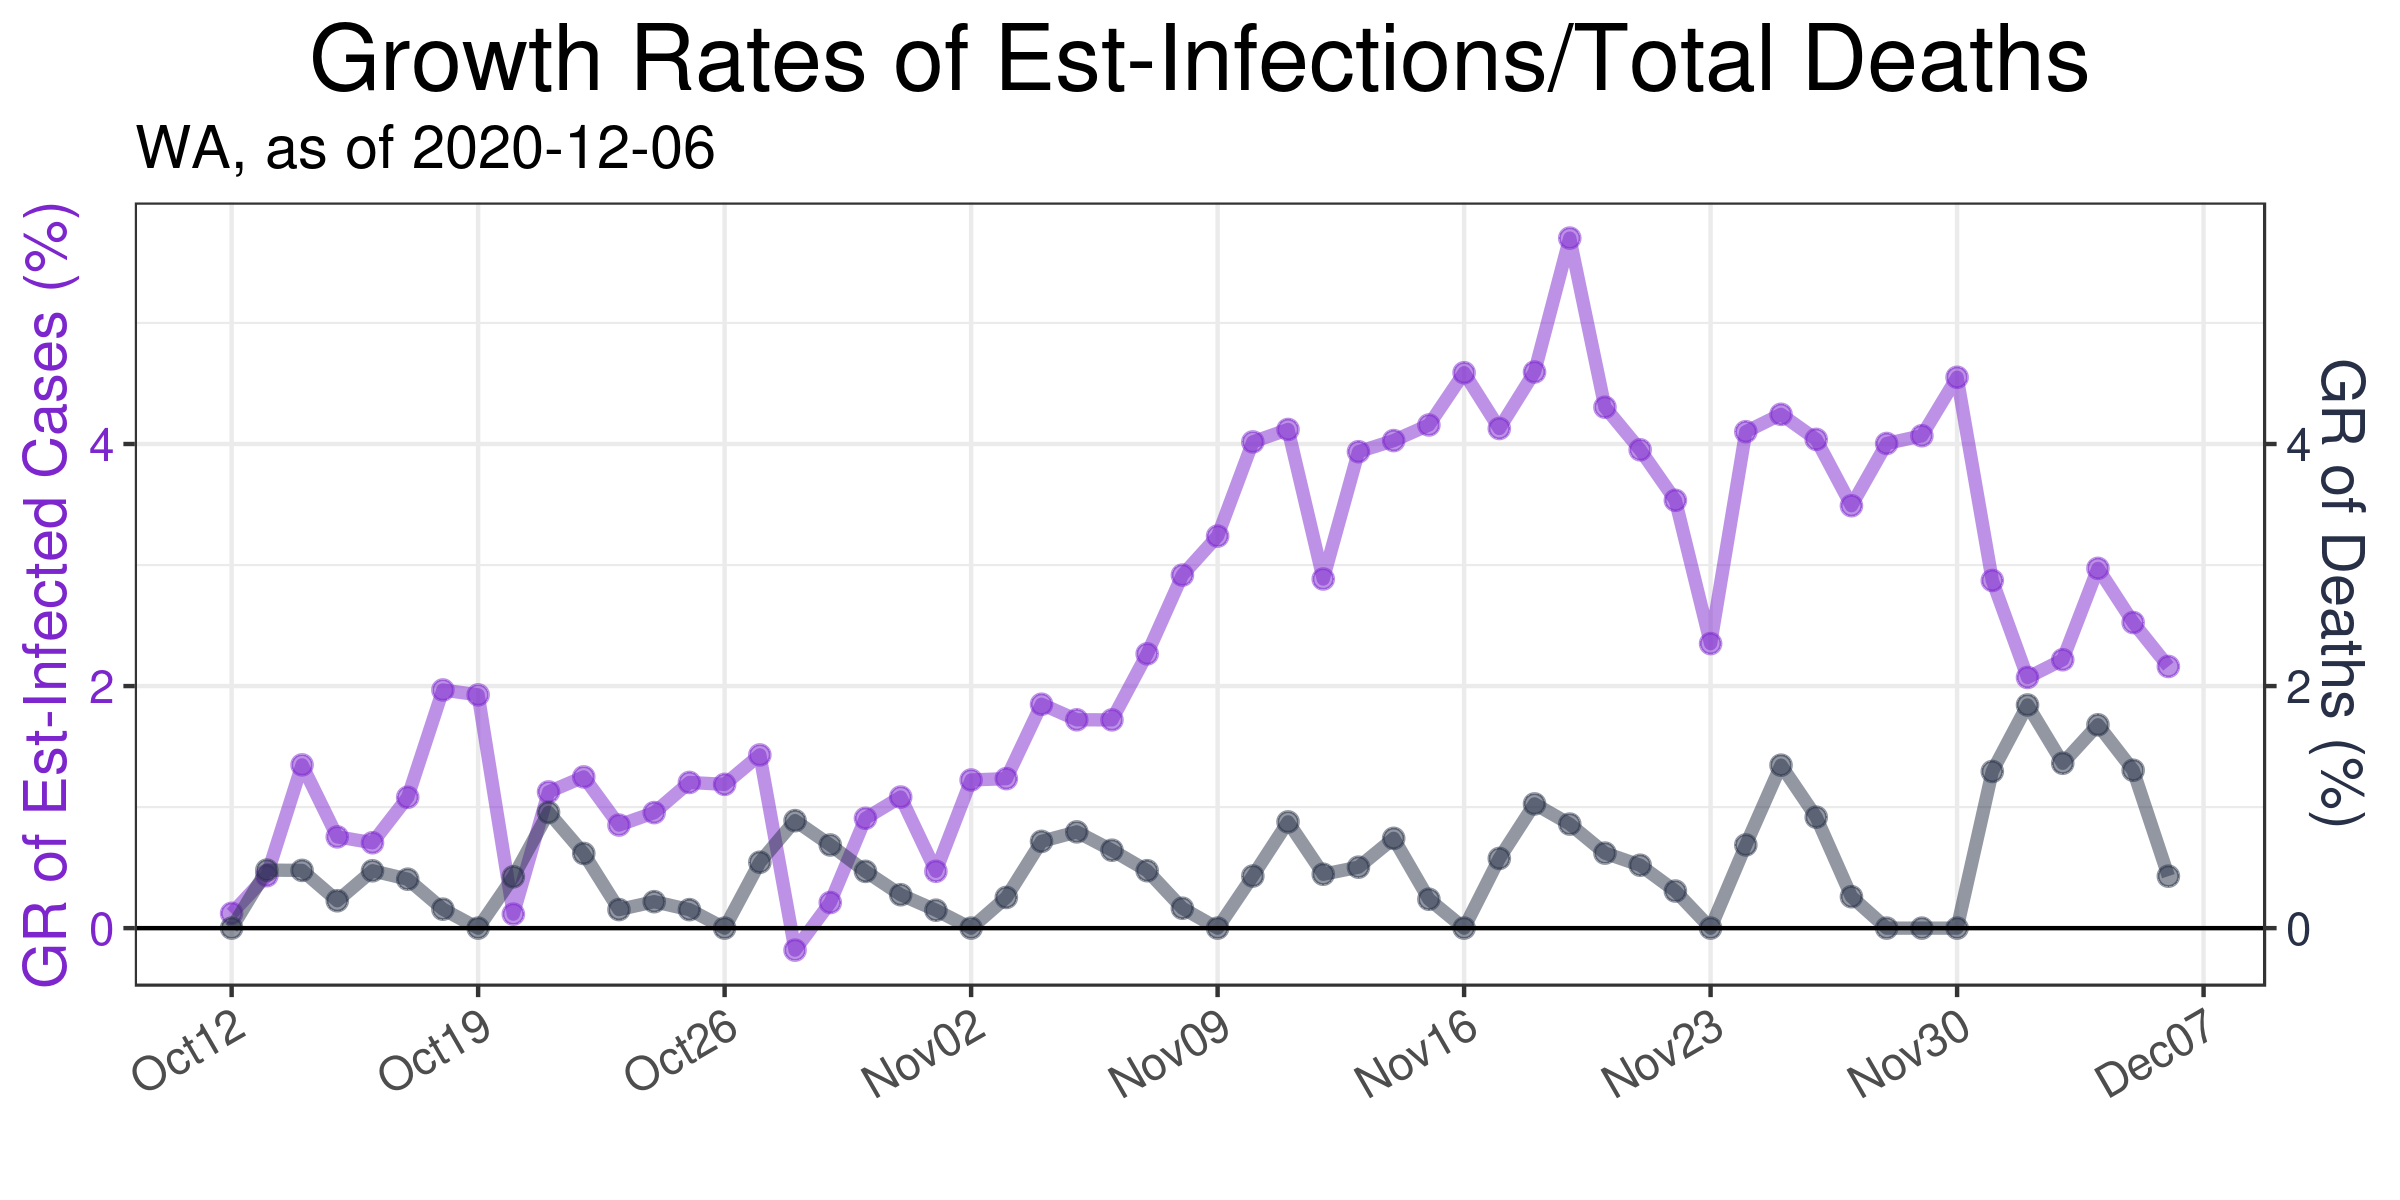 Growth Rates of Est-Infections/Total Deaths
WA, as of 2020-12-06
GR of Est-Infected Cases (%)
4
2
0
4
2
0
GR of Deaths (%)
Oct12
Oct19
Oct26
Nov02
Nov09
Nov16
Nov23
Nov30
Dec07